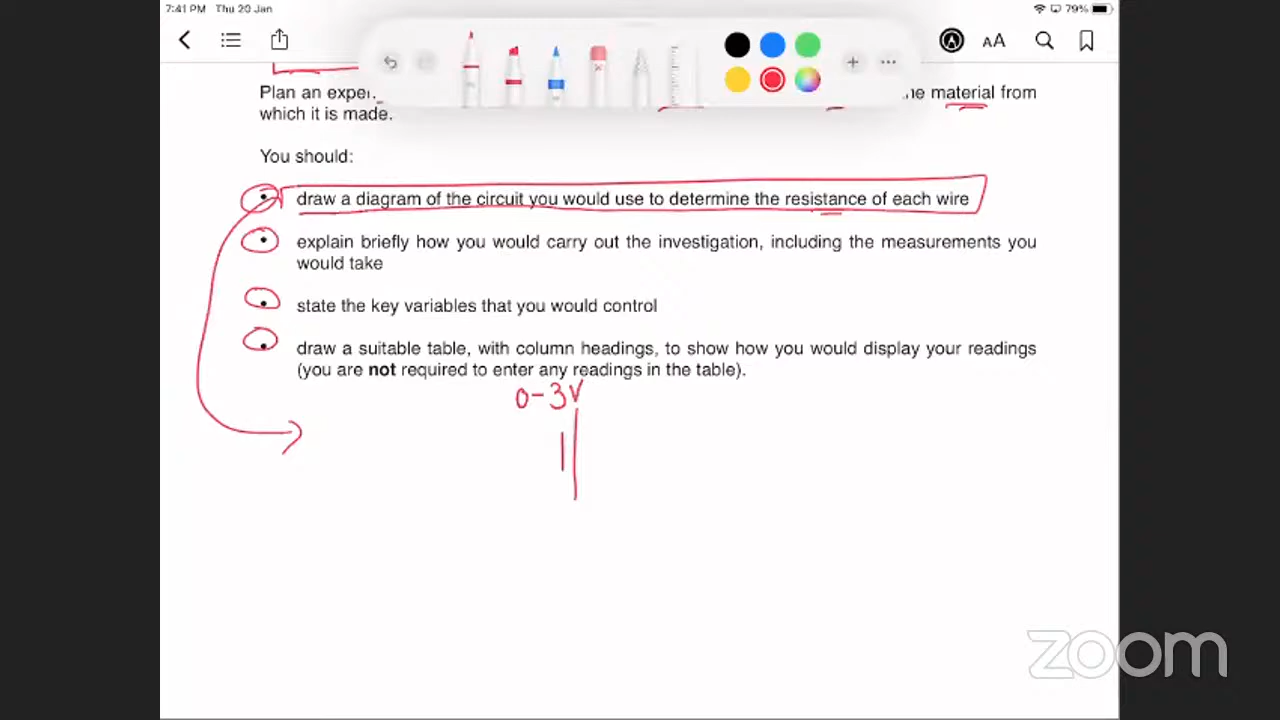 7:41 PM Thu 20 Jan
79%
AA
Plan an material from
which it is made.
You should:
draw a diagram of the circuit you would use to determine the resistance of each wire
explain briefly how you would carry out the investigation, including the measurements you
would take
state the key variables that you would control
draw a suitable table, with column headings, to show how you would display your readings
(you are not required to enter any readings in the table).
0-3V
zoom